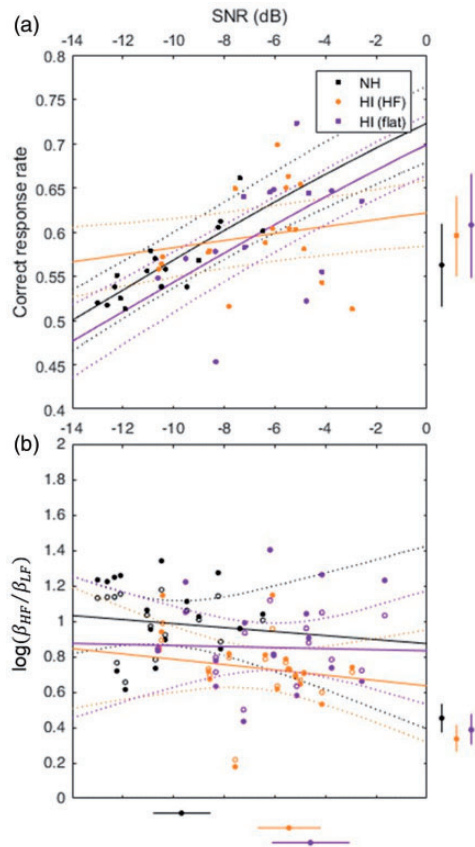 (a)
SNR (dB)
-14 -12 -10 -8 -6 -4 -2 0
Correct response rate
0.8
0.75
0.7
0.65
0.6
0.55
0.5
0.45
0.4
NH
HI (HF)
HI (flat)
(b)
-14 -12 -10 -8 -6 -4 -2 0
log(βHF/βLF)
2
1.8
1.6
1.4
1.2
1
0.8
0.6
0.4
0.2
0